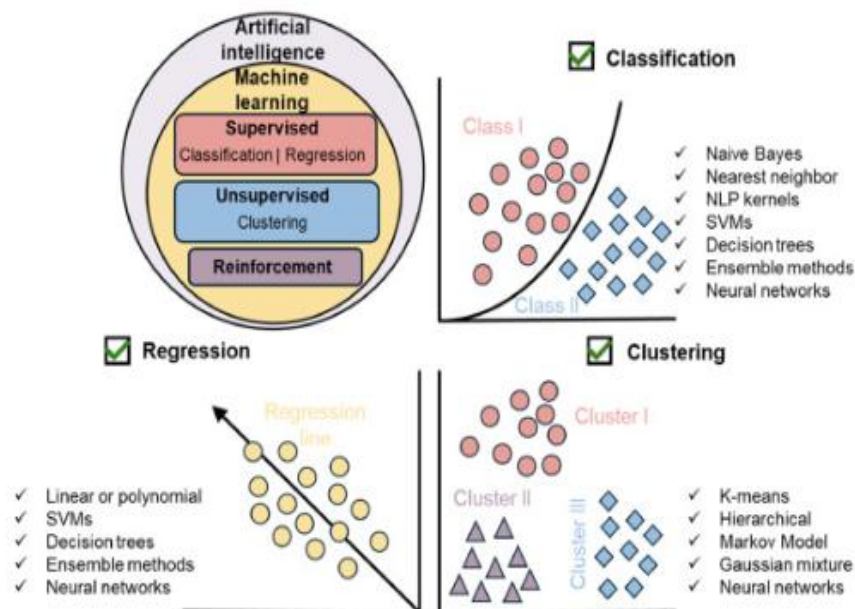 Artificial
intelligence
Machine
learning
Supervised
Classification | Regression
Unsupervised
Clustering
Reinforcement
Classification
Class I
Class II
Naive Bayes
Nearest neighbor
NLP kernels
SVMs
Decision trees
Ensemble methods
Neural networks
Regression
Regression
line
Linear or polynomial
SVMs
Decision trees
Ensemble methods
Neural networks
Clustering
Cluster I
Cluster II
Cluster III
K-means
Hierarchical
Markov Model
Gaussian mixture
Neural networks